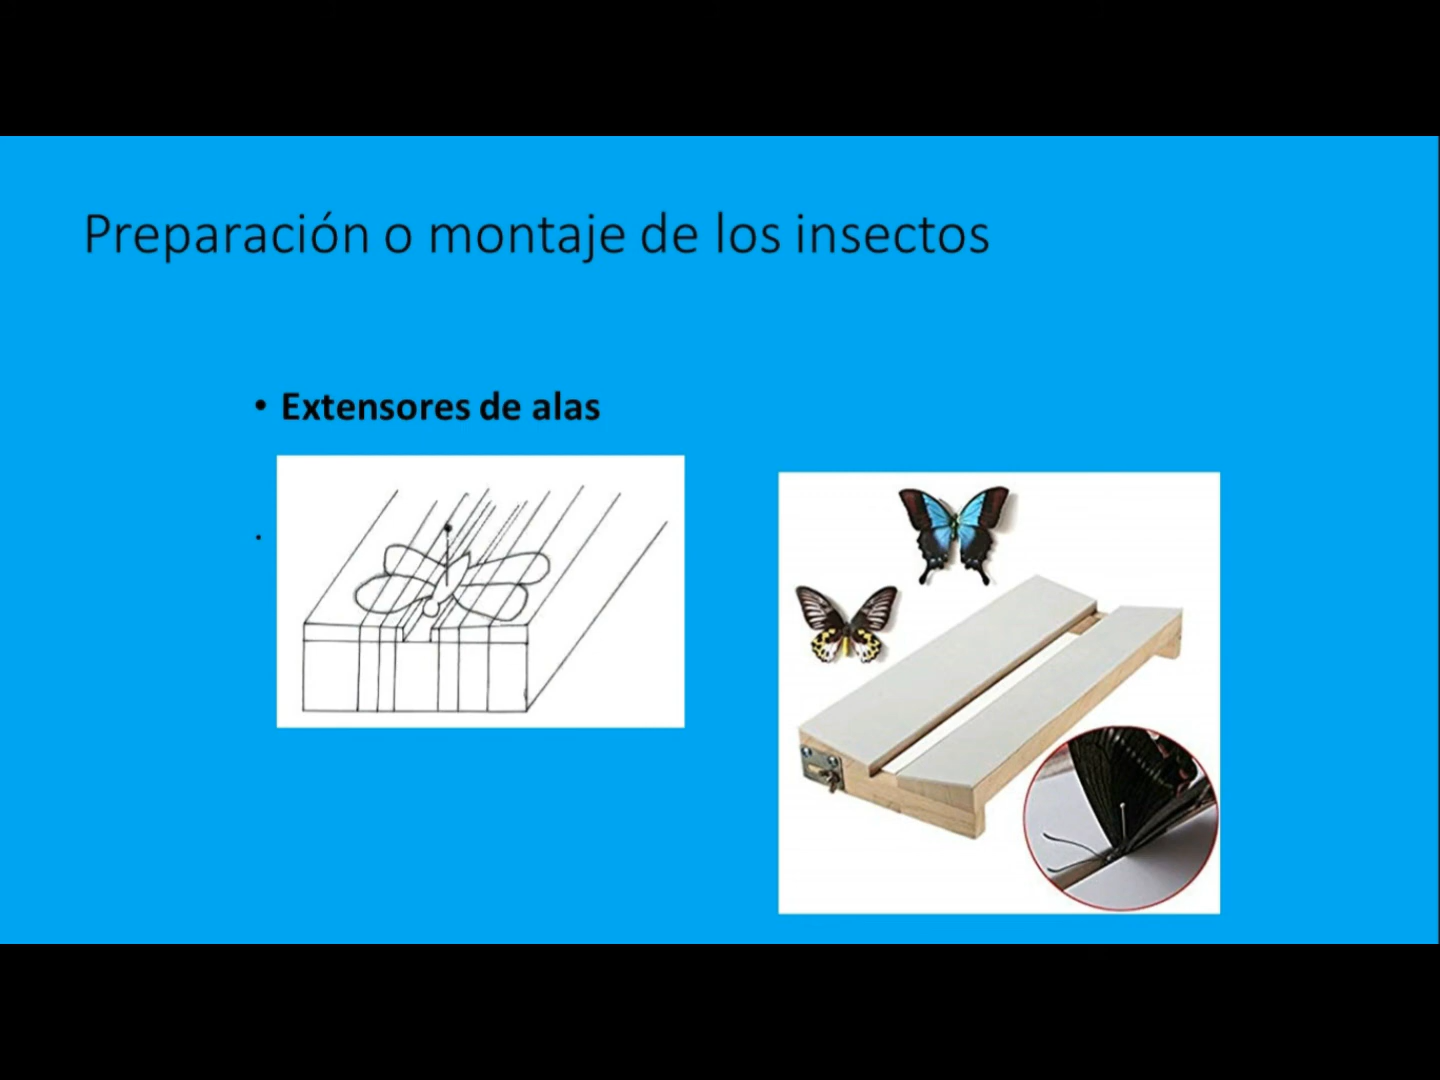 Preparación o montaje de los insectos
• Extensores de alas
.